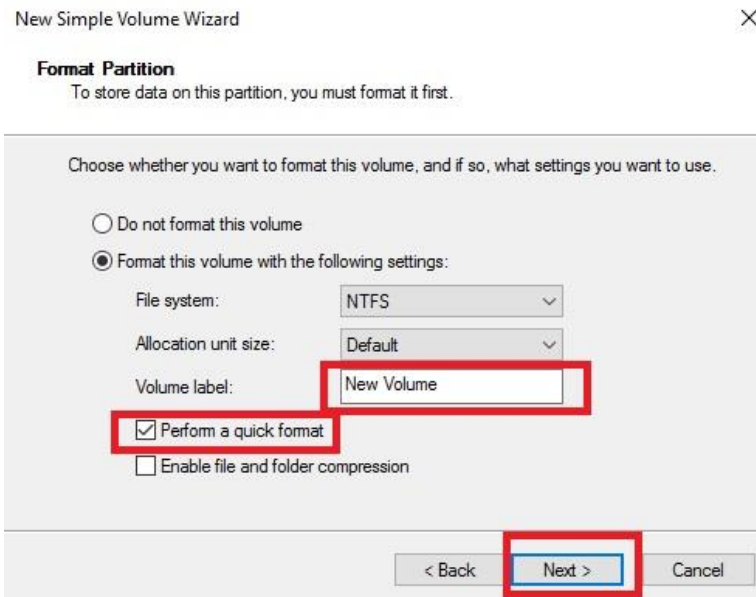 New Simple Volume Wizard
Format Partition
To store data on this partition, you must format it first.
Choose whether you want to format this volume, and if so, what settings you want to use.
Do not format this volume
Format this volume with the following settings:
File system: NTFS
Allocation unit size: Default
Volume label: New Volume
Perform a quick format
Enable file and folder compression
< Back Next > Cancel